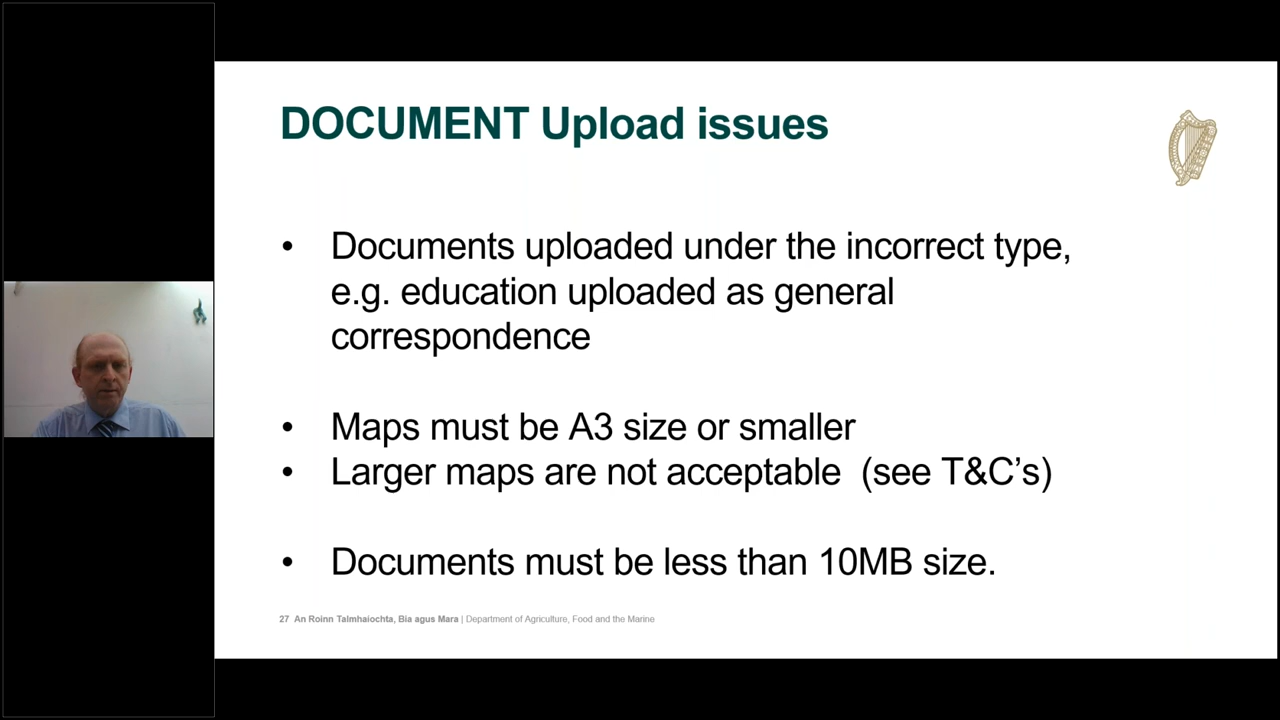 DOCUMENT Upload issues
• Documents uploaded under the incorrect type,
e.g. education uploaded as general
correspondence
• Maps must be A3 size or smaller
• Larger maps are not acceptable (see T&C’s)
• Documents must be less than 10MB size.
27 An Roinn Talmhaíochta, Bia agus Mara | Department of Agriculture, Food and the Marine